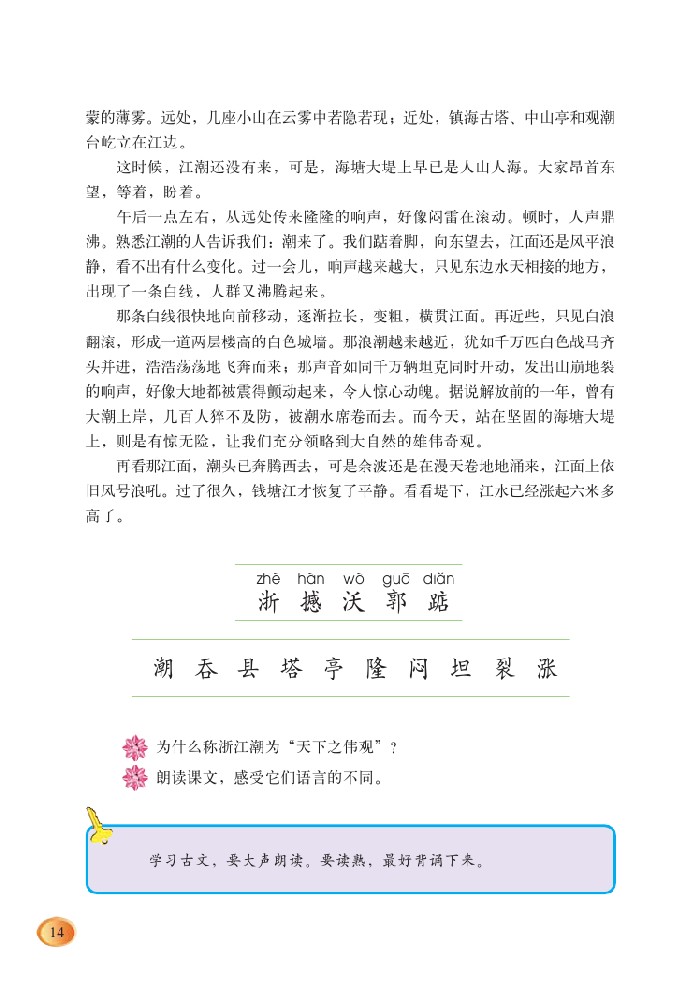 蒙的薄雾。远处，几座小山在云雾中若隐若现；近处，镇海古塔、中山亭和观潮
台屹立在江边。
这时候，江潮还没有来，可是，海塘大堤上早已是人山人海。大家昂首东
望，等着，盼着。
午后一点左右，从远处传来隆隆的响声，好像闷雷在滚动。顿时，人声鼎
沸。熟悉江潮的人告诉我们：潮来了。我们踮着脚，向东望去，江面还是风平浪
静，看不出有什么变化。过一会儿，响声越来越大，只见东边水天相接的地方，
出现了一条白线，人群又沸腾起来。
那条白线很快地向前移动，逐渐拉长，变粗，横贯江面。再近些，只见白浪
翻滚，形成一道两层楼高的白色城墙。那浪潮越来越近，犹如千万匹白色战马齐
头并进，浩浩荡荡地飞奔而来；那声音如同千万辆坦克同时开动，发出山崩地裂
的响声，好像大地都被震得颤动起来，令人惊心动魄。据说解放前的一年，曾有
大潮上岸，几百人猝不及防，被潮水席卷而去。而今天，站在坚固的海塘大堤
上，则是有惊无险，让我们充分领略到大自然的雄伟奇观。
再看那江面，潮头已奔腾西去，可是余波还是在漫天卷地地涌来，江面上依
旧风号浪吼。过了很久，钱塘江才恢复了平静。看看堤下，江水已经涨起六米多
高了。
zhè hàn wò guō diǎn
浙 撼 沃 郭 踮
潮 吞 县 塔 亭 隆 闷 坦 裂 涨
为什么称浙江潮为“天下之伟观”？
朗读课文，感受它们语言的不同。
学习古文，要大声朗读。要读熟，最好背诵下来。
14